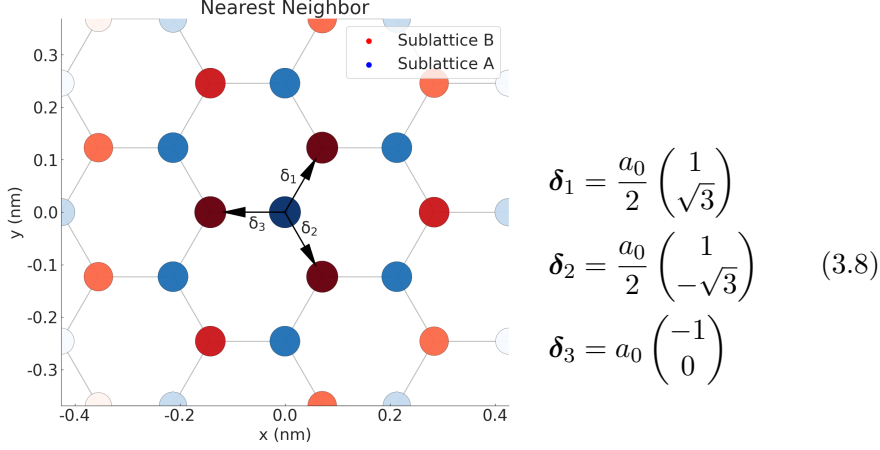 Nearest Neighbor
Sublattice B
Sublattice A
0.3
0.2
0.1
0.0
-0.1
-0.2
-0.3
y (nm)
δ₁
δ₂
δ₃
-0.4 -0.2 0.0 0.2 0.4
x (nm)
δ₁ = a₀/2 (1 √3)
δ₂ = a₀/2 (1 −√3) (3.8)
δ₃ = a₀ (−1 0)